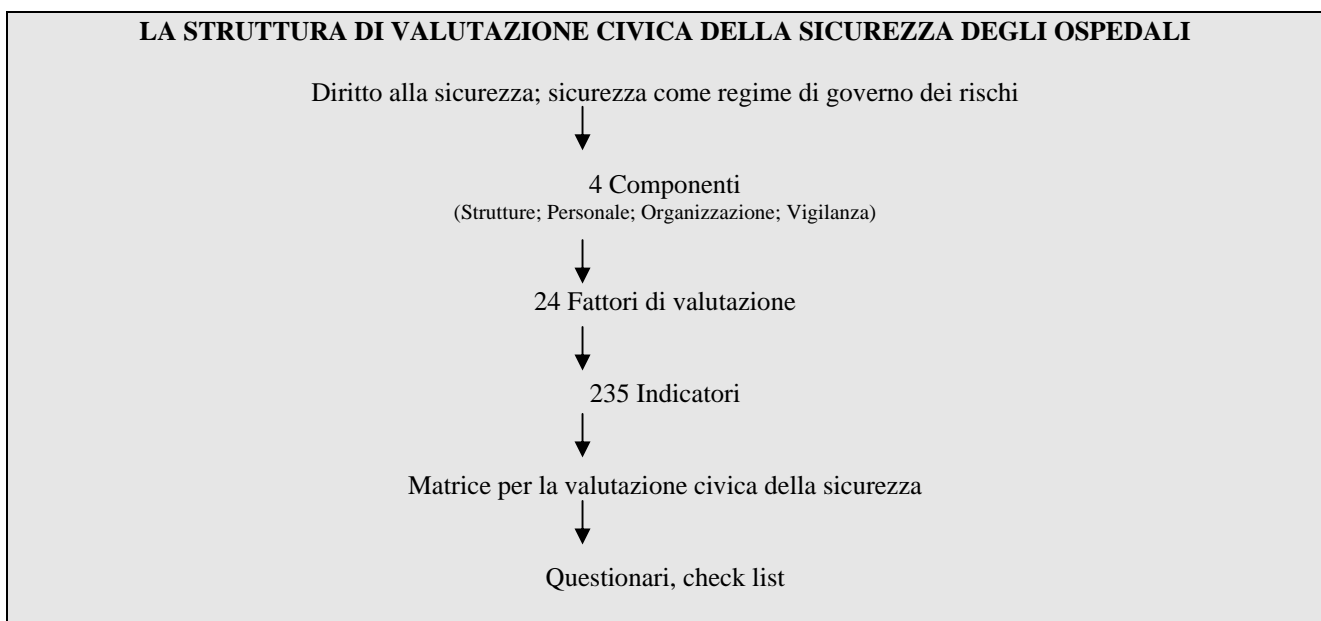 LA STRUTTURA DI VALUTAZIONE CIVICA DELLA SICUREZZA DEGLI OSPEDALI
Diritto alla sicurezza; sicurezza come regime di governo dei rischi
4 Componenti
(Strutture; Personale; Organizzazione; Vigilanza)
24 Fattori di valutazione
235 Indicatori
Matrice per la valutazione civica della sicurezza
Questionari, check list